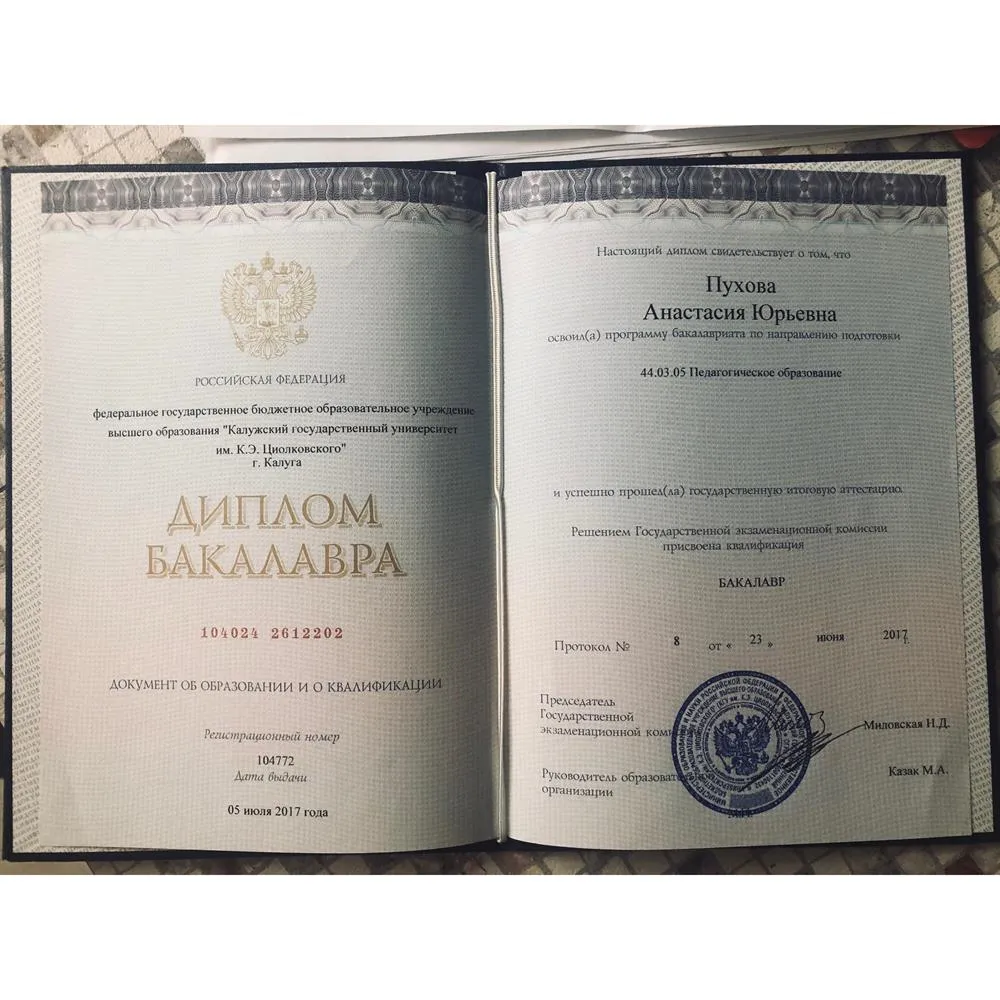 РОССИЙСКАЯ ФЕДЕРАЦИЯ
федеральное государственное бюджетное образовательное учреждение
высшего образования "Калужский государственный университет
им. К.Э. Циолковского"
г. Калуга
ДИПЛОМ
БАКАЛАВРА
104024 2612202
ДОКУМЕНТ ОБ ОБРАЗОВАНИИ И О КВАЛИФИКАЦИИ
Регистрационный номер
104772
Дата выдачи
05 июля 2017 года
Настоящий диплом свидетельствует о том, что
Пухова
Анастасия Юрьевна
освоил(а) программу бакалавриата по направлению подготовки
44.03.05 Педагогическое образование
и успешно прошел(ла) государственную итоговую аттестацию.
Решением Государственной экзаменационной комиссии
присвоена квалификация
БАКАЛАВР
Протокол № 8 от « 23 » июня 2017 г.
Председатель
Государственной
экзаменационной
Миловская Н.Д.
Руководитель образовательной
организации
Казак М.А.